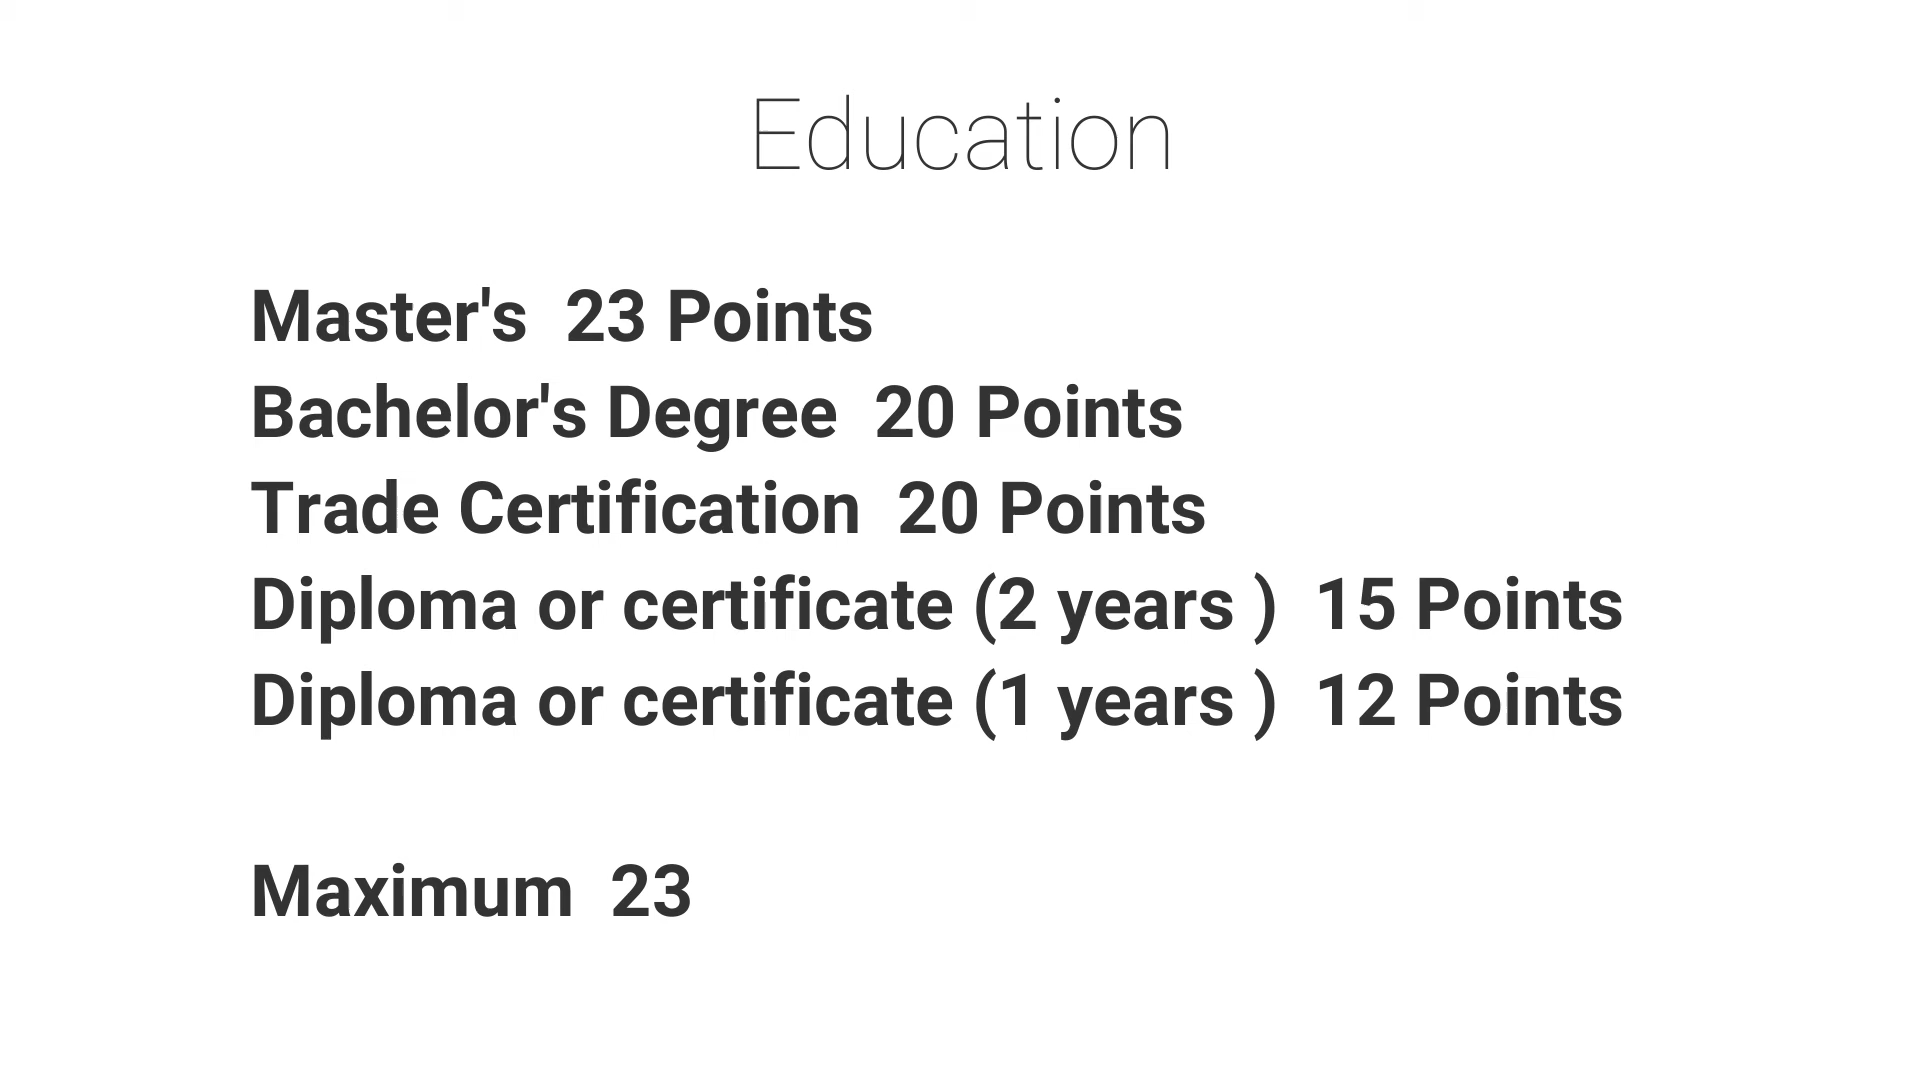 Education
Master's  23 Points
Bachelor's Degree  20 Points
Trade Certification  20 Points
Diploma or certificate (2 years )  15 Points
Diploma or certificate (1 years )  12 Points
Maximum  23